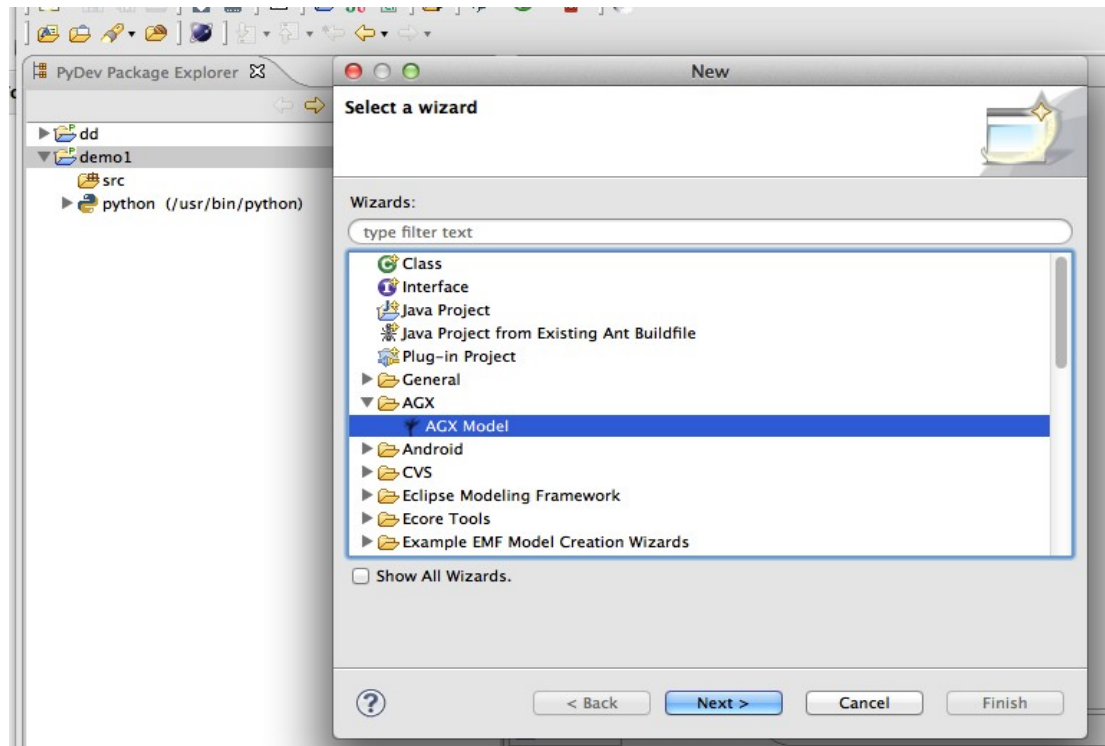 PyDev Package Explorer
dd
demo1
src
python (/usr/bin/python)
New
Select a wizard
Wizards:
type filter text
Class
Interface
Java Project
Java Project from Existing Ant Buildfile
Plug-in Project
General
AGX
AGX Model
Android
CVS
Eclipse Modeling Framework
Ecore Tools
Example EMF Model Creation Wizards
Show All Wizards.
?
< Back
Next >
Cancel
Finish